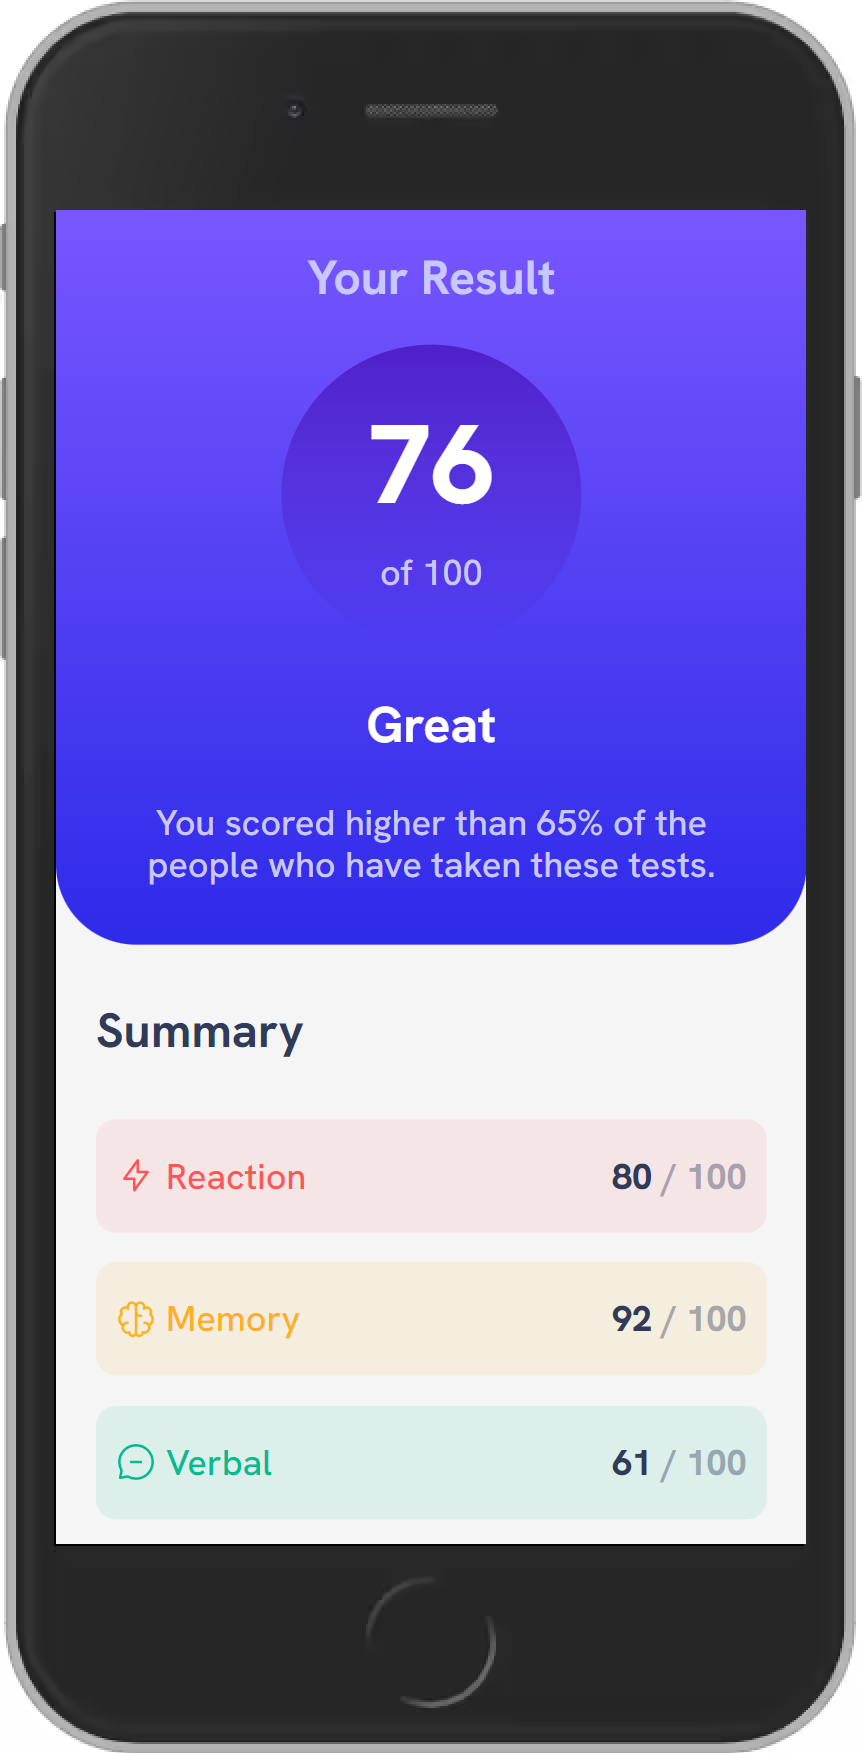 Your Result
76
of 100
Great
You scored higher than 65% of the
people who have taken these tests.
Summary
Reaction 80 / 100
Memory 92 / 100
Verbal 61 / 100